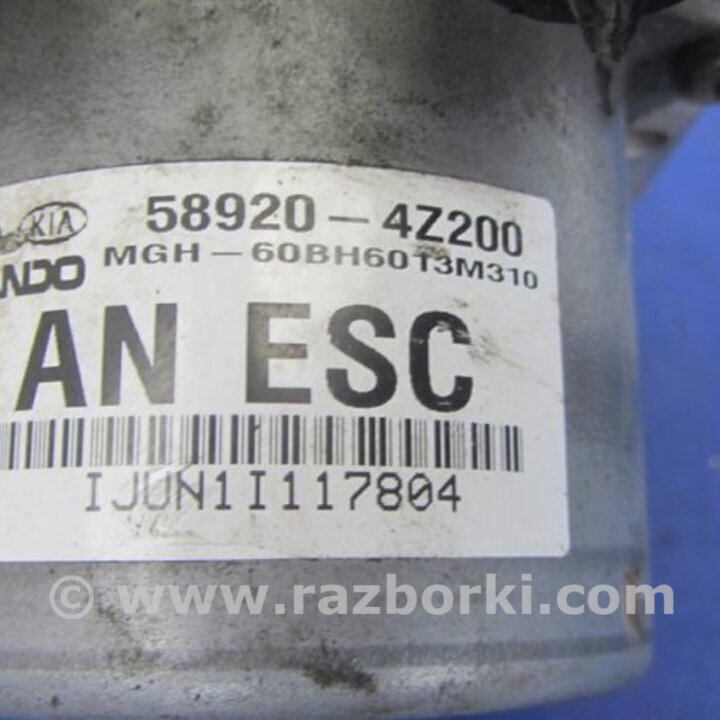 KIA 58920-4Z200
MGH-60BH60T3M310
NDO
AN ESC
IJUN1I117804
© www.razborki.com